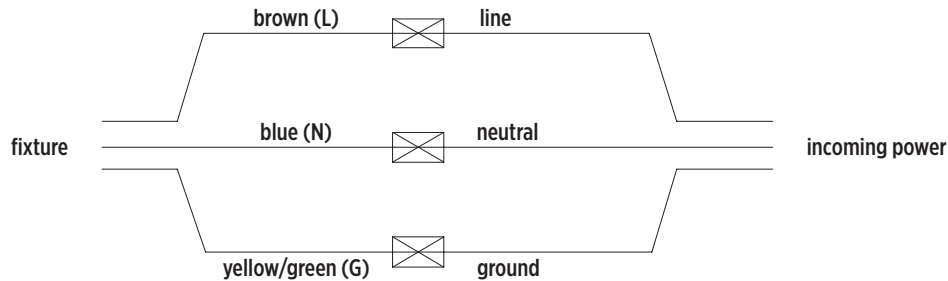 brown (L) line
fixture blue (N) neutral incoming power
yellow/green (G) ground